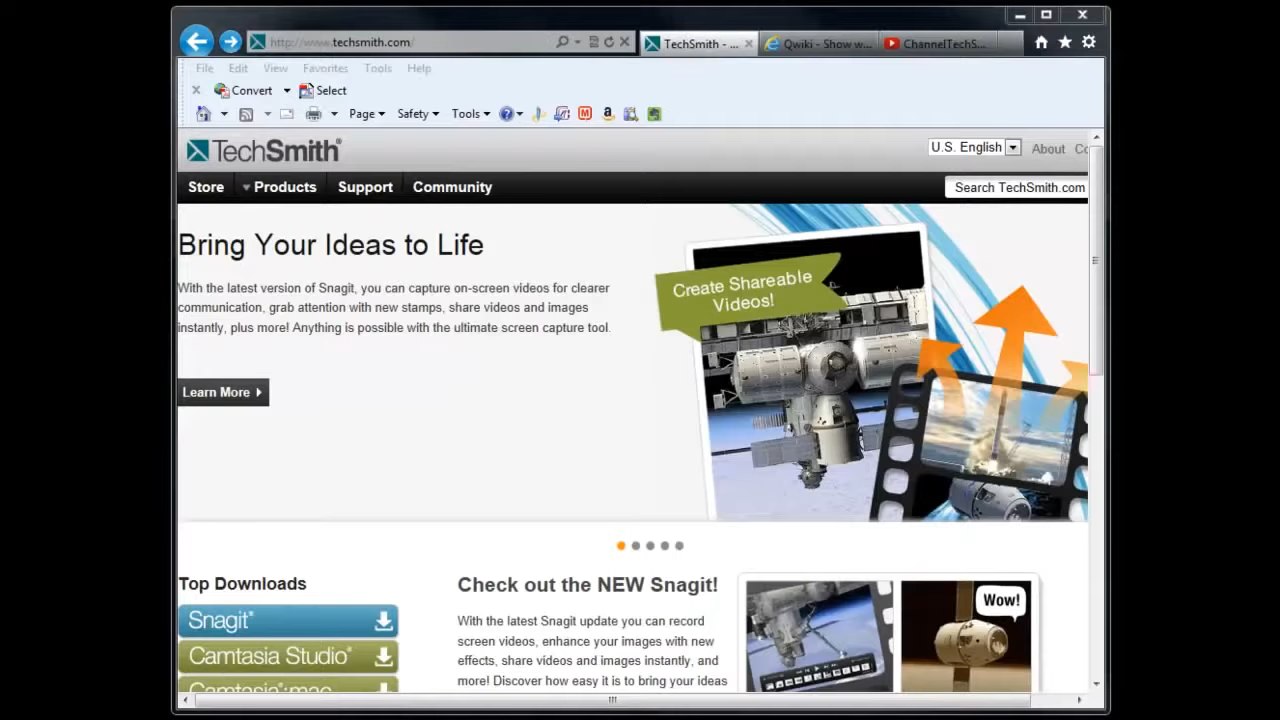 http://www.techsmith.com/
TechSmith - ...
Qwiki - Show w...
ChannelTechS...
File Edit View Favorites Tools Help
Convert Select
Page Safety Tools
TechSmith®
U.S. English
About
Store Products Support Community
Search TechSmith.com
Bring Your Ideas to Life
With the latest version of Snagit, you can capture on-screen videos for clearer
communication, grab attention with new stamps, share videos and images
instantly, plus more! Anything is possible with the ultimate screen capture tool.
Learn More
Create Shareable
Videos!
Top Downloads
Snagit®
Camtasia Studio®
Camtasia:mac
Check out the NEW Snagit!
With the latest Snagit update you can record
screen videos, enhance your images with new
effects, share videos and images instantly, and
more! Discover how easy it is to bring your ideas
Wow!